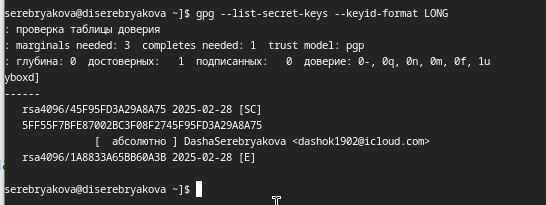 serebryakova@diserebryakova ~]$ gpg --list-secret-keys --keyid-format LONG
: проверка таблицы доверия
: marginals needed: 3  completes needed: 1  trust model: pgp
: глубина: 0  достоверных:   1  подписанных:   0  доверие: 0-, 0q, 0n, 0m, 0f, 1u
yboxd]
------
rsa4096/45F95FD3A29A8A75 2025-02-28 [SC]
5FF55F7BFE87002BC3F08F2745F95FD3A29A8A75
[  абсолютно ] DashaSerebryakova <dashok1902@icloud.com>
rsa4096/1A8833A65BB60A3B 2025-02-28 [E]
serebryakova@diserebryakova ~]$